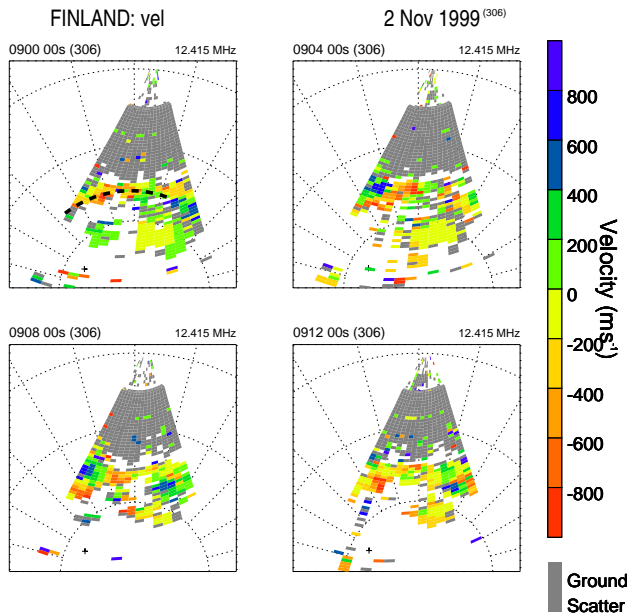 FINLAND: vel
2 Nov 1999 (306)
0900 00s (306)
12.415 MHz
0904 00s (306)
12.415 MHz
0908 00s (306)
12.415 MHz
0912 00s (306)
12.415 MHz
800
600
400
200
0
-200
-400
-600
-800
Velocity (ms-1)
Ground
Scatter